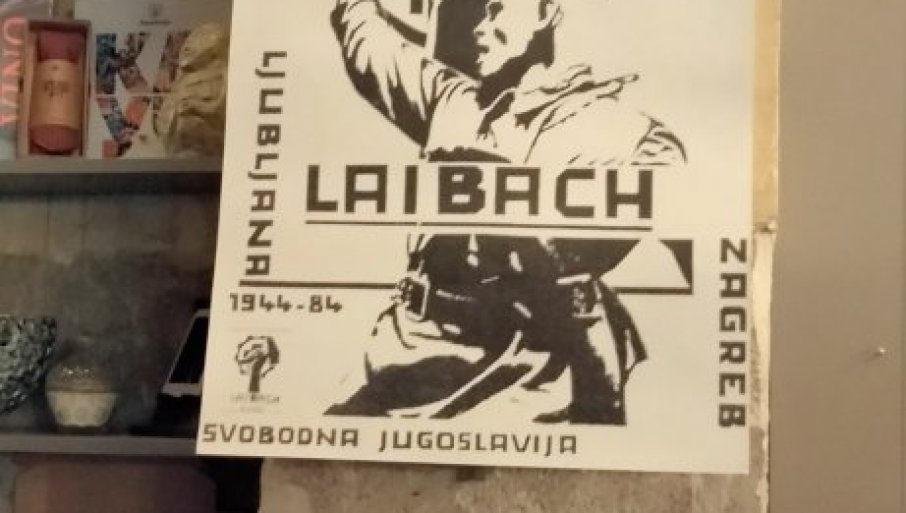 LJUBLJANA
LAIBACH
ZAGREB
1944-84
SVOBODNA JUGOSLAVIJA